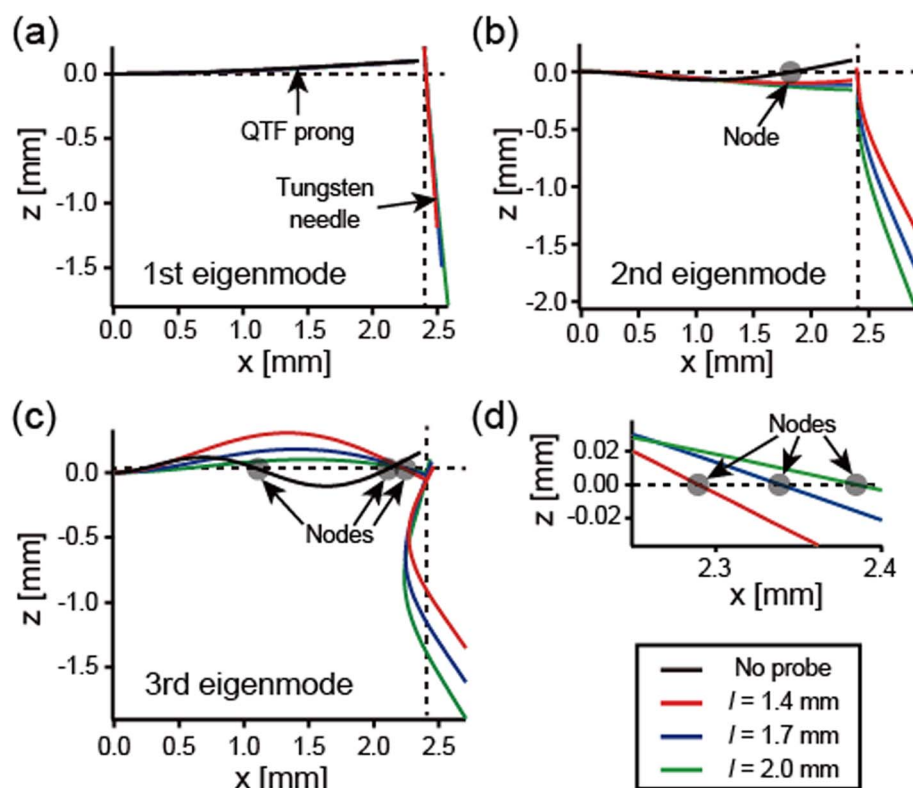 (a)
0.0
-0.5
-1.0
-1.5
z [mm]
QTF prong
Tungsten
needle
1st eigenmode
0.0 0.5 1.0 1.5 2.0 2.5
x [mm]
(b)
0.0
-0.5
-1.0
-1.5
-2.0
z [mm]
Node
2nd eigenmode
0.0 0.5 1.0 1.5 2.0 2.5
x [mm]
(c)
0.0
-0.5
-1.0
-1.5
z [mm]
Nodes
3rd eigenmode
0.0 0.5 1.0 1.5 2.0 2.5
x [mm]
(d)
Nodes
0.02
0.00
-0.02
z [mm]
2.3 2.4
x [mm]
No probe
l = 1.4 mm
l = 1.7 mm
l = 2.0 mm